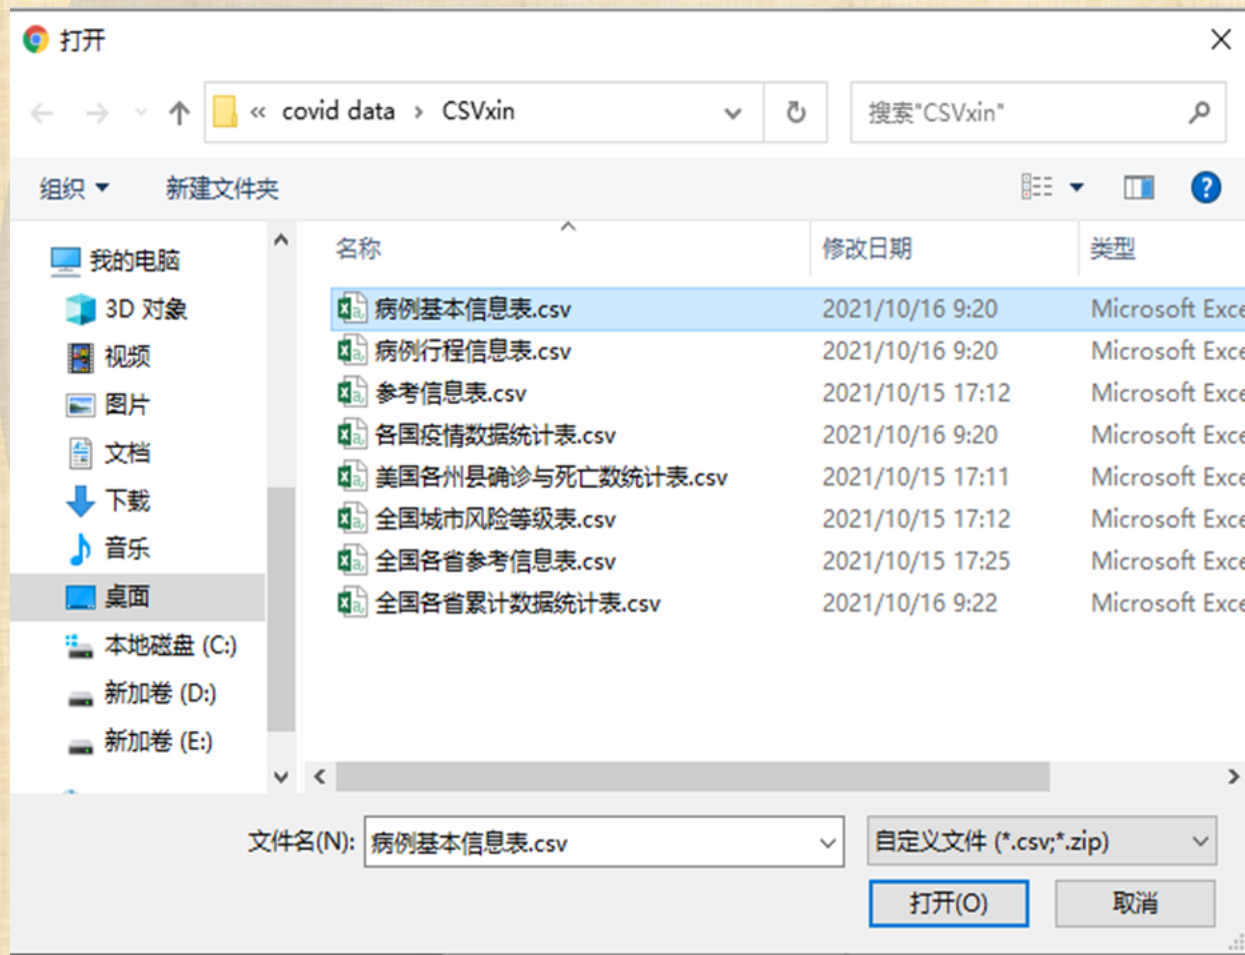 打开
« covid data › CSVxin
搜索"CSVxin"
组织
新建文件夹
名称
修改日期
类型
我的电脑
3D 对象
视频
图片
文档
下载
音乐
桌面
本地磁盘 (C:)
新加卷 (D:)
新加卷 (E:)
病例基本信息表.csv 2021/10/16 9:20 Microsoft Exce
病例行程信息表.csv 2021/10/16 9:20 Microsoft Exce
参考信息表.csv 2021/10/15 17:12 Microsoft Exce
各国疫情数据统计表.csv 2021/10/16 9:20 Microsoft Exce
美国各州县确诊与死亡数统计表.csv 2021/10/15 17:11 Microsoft Exce
全国城市风险等级表.csv 2021/10/15 17:12 Microsoft Exce
全国各省参考信息表.csv 2021/10/15 17:25 Microsoft Exce
全国各省累计数据统计表.csv 2021/10/16 9:22 Microsoft Exce
文件名(N): 病例基本信息表.csv
自定义文件 (*.csv;*.zip)
打开(O)
取消